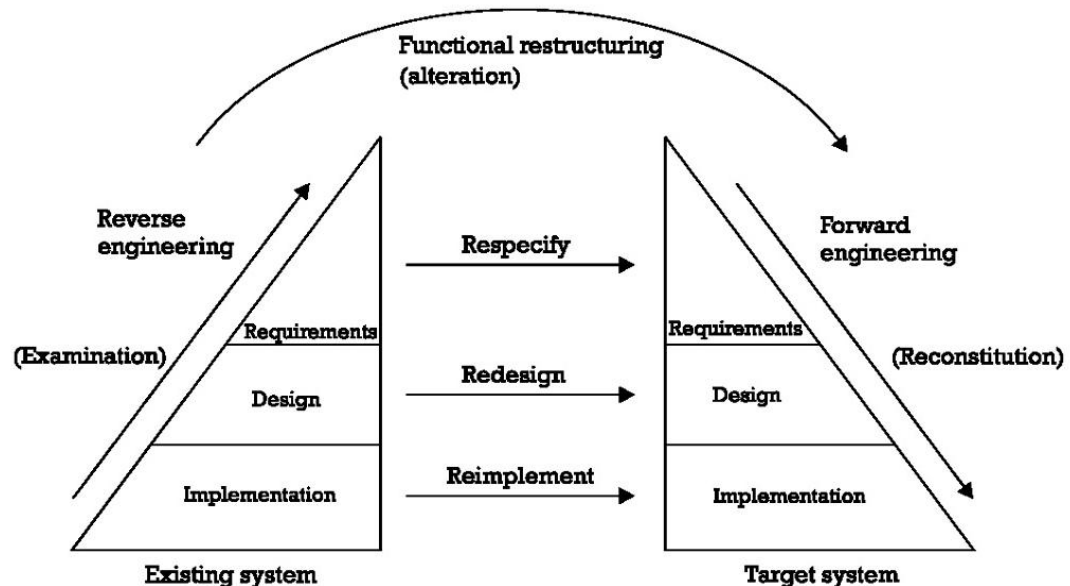 Functional restructuring
(alteration)
Reverse
engineering
Forward
engineering
Respecify
Requirements
Requirements
(Examination)
(Reconstitution)
Redesign
Design
Design
Reimplement
Implementation
Implementation
Existing system
Target system